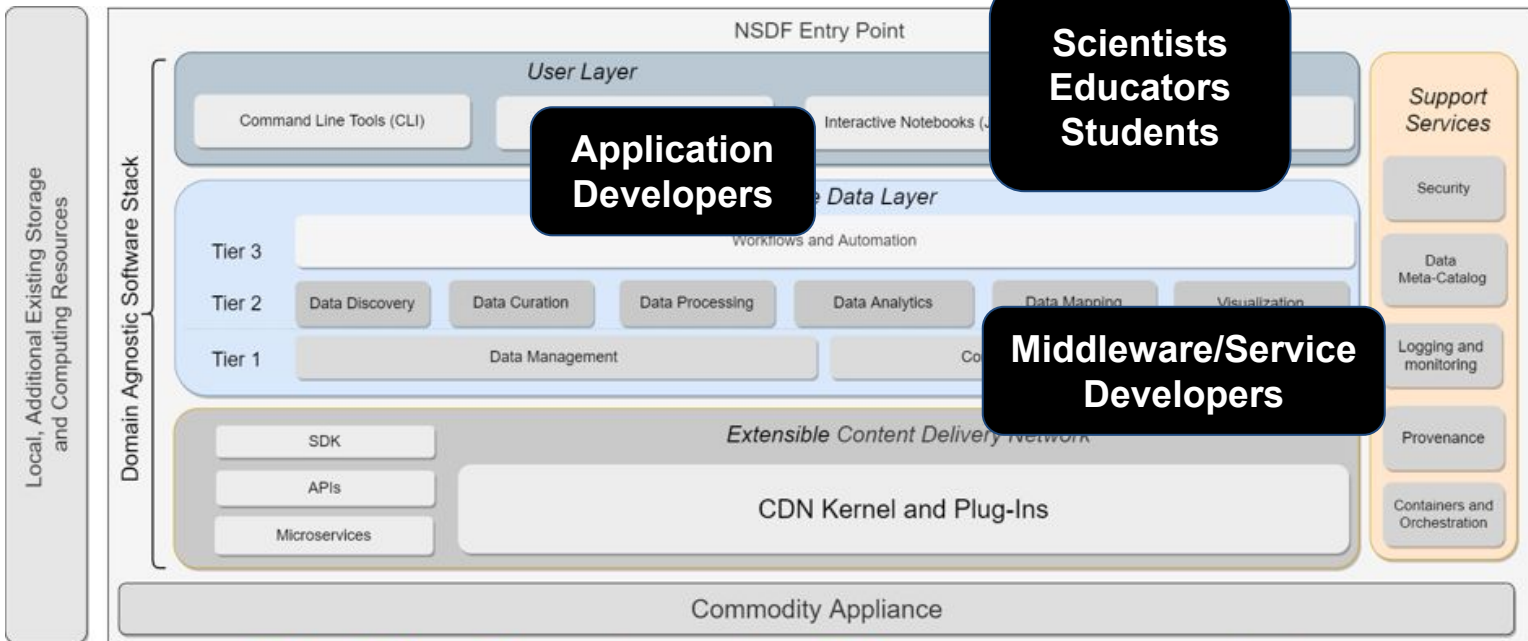 Local, Additional Existing Storage
and Computing Resources
NSDF Entry Point
Domain Agnostic Software Stack
User Layer
Command Line Tools (CLI)
Interactive Notebooks (
Scientists
Educators
Students
Application
Developers
Data Layer
Tier 3
Workflows and Automation
Tier 2
Data Discovery
Data Curation
Data Processing
Data Analytics
Data Mapping
Visualization
Tier 1
Data Management
Middleware/Service
Developers
Extensible Content Delivery Network
SDK
APIs
Microservices
CDN Kernel and Plug-Ins
Support
Services
Security
Data
Meta-Catalog
Logging and
monitoring
Provenance
Containers and
Orchestration
Commodity Appliance